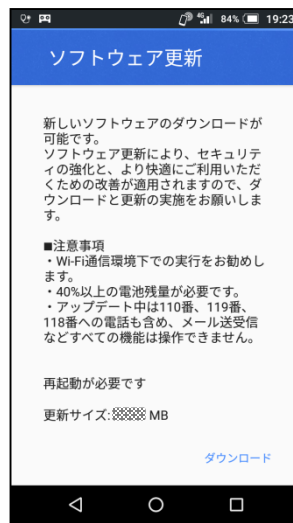 4G 84% 19:23
ソフトウェア更新
新しいソフトウェアのダウンロードが
可能です。
ソフトウェア更新により、セキュリテ
ィの強化と、より快適にご利用いただ
くための改善が適用されますので、ダ
ウンロードと更新の実施をお願いしま
す。
■注意事項
・Wi-Fi通信環境下での実行をお勧めし
ます。
・40%以上の電池残量が必要です。
・アップデート中は110番、119番、
118番への電話も含め、メール送受信
などすべての機能は操作できません。
再起動が必要です
更新サイズ: MB
ダウンロード